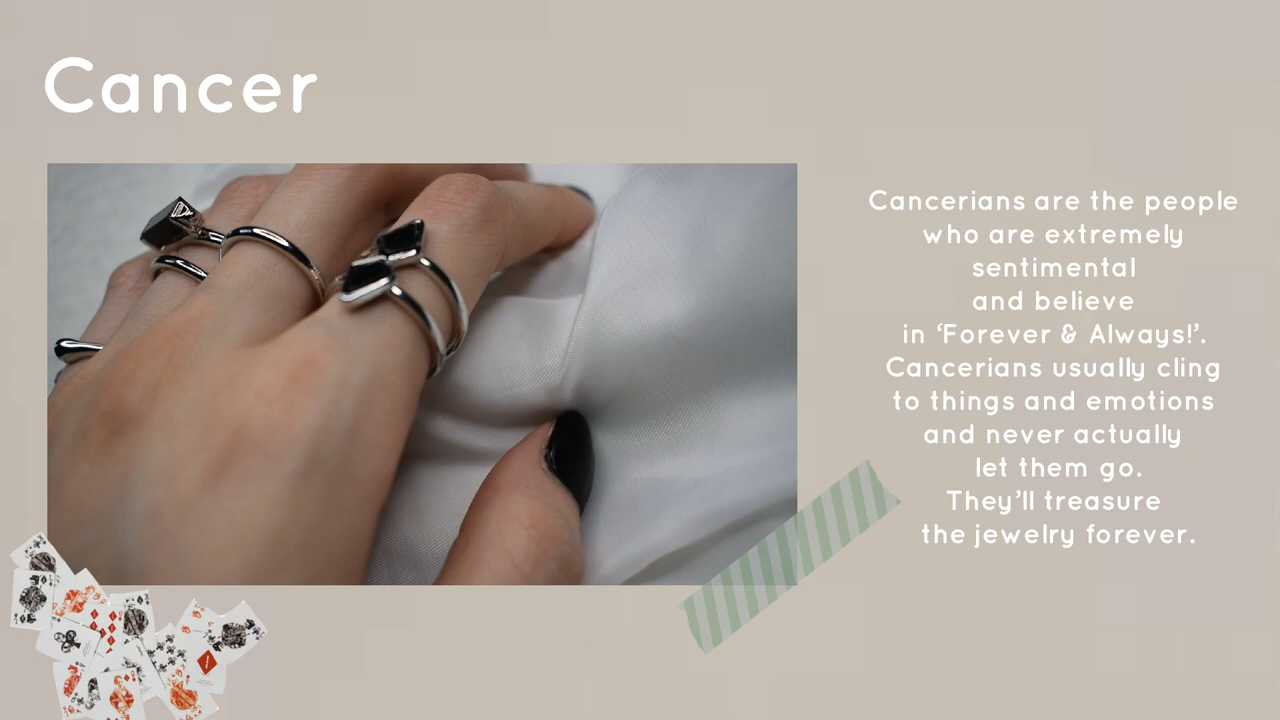 Cancer
Cancerians are the people
who are extremely
sentimental
and believe
in ‘Forever & Always!’.
Cancerians usually cling
to things and emotions
and never actually
let them go.
They’ll treasure
the jewelry forever.